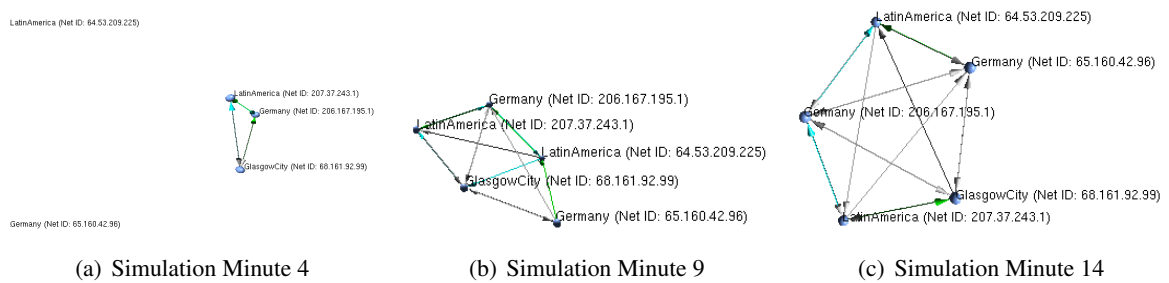 LatinAmerica (Net ID: 64.53.209.225)
LatinAmerica (Net ID: 207.37.243.1)
Germany (Net ID: 206.167.195.1)
GlasgowCity (Net ID: 68.161.92.99)
Germany (Net ID: 65.160.42.96)
(a) Simulation Minute 4
Germany (Net ID: 206.167.195.1)
LatinAmerica (Net ID: 207.37.243.1)
LatinAmerica (Net ID: 64.53.209.225)
GlasgowCity (Net ID: 68.161.92.99)
Germany (Net ID: 65.160.42.96)
(b) Simulation Minute 9
LatinAmerica (Net ID: 64.53.209.225)
Germany (Net ID: 65.160.42.96)
Germany (Net ID: 206.167.195.1)
GlasgowCity (Net ID: 68.161.92.99)
LatinAmerica (Net ID: 207.37.243.1)
(c) Simulation Minute 14